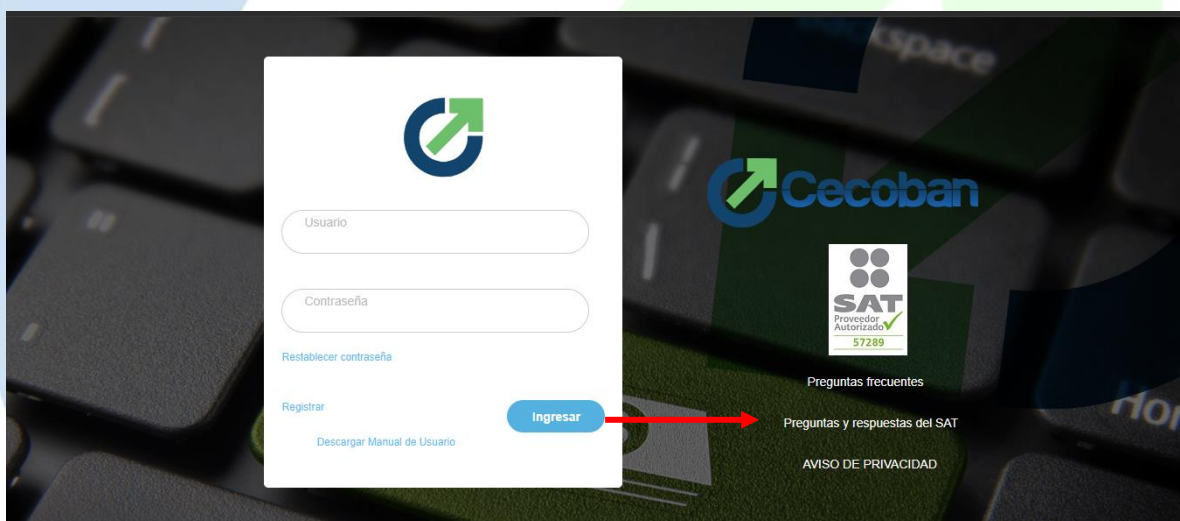 Usuario
Contraseña
Restablecer contraseña
Registrar
Ingresar
Descargar Manual de Usuario
Cecoban
SAT
Proveedor
Autorizado
57289
Preguntas frecuentes
Preguntas y respuestas del SAT
AVISO DE PRIVACIDAD